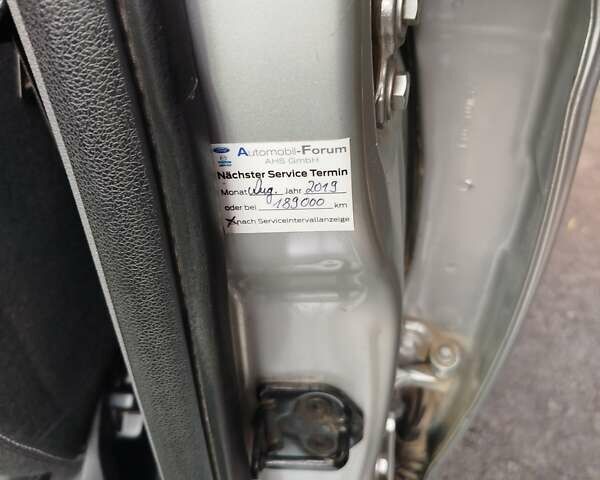 Automobil-Forum
AHS GmbH
Nächster Service Termin
Monat Aug. Jahr 2019
oder bei 189000 km
nach Serviceintervallanzeige